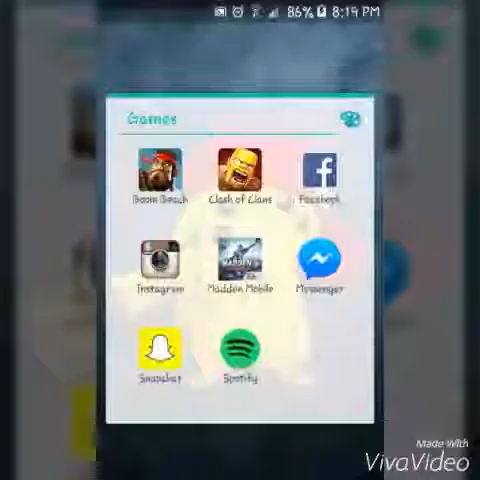 86% 8:19 PM
Games
Boom Beach Clash of Clans Facebook
Instagram Madden Mobile Messenger
Snapchat Spotify
Made With
VivaVideo